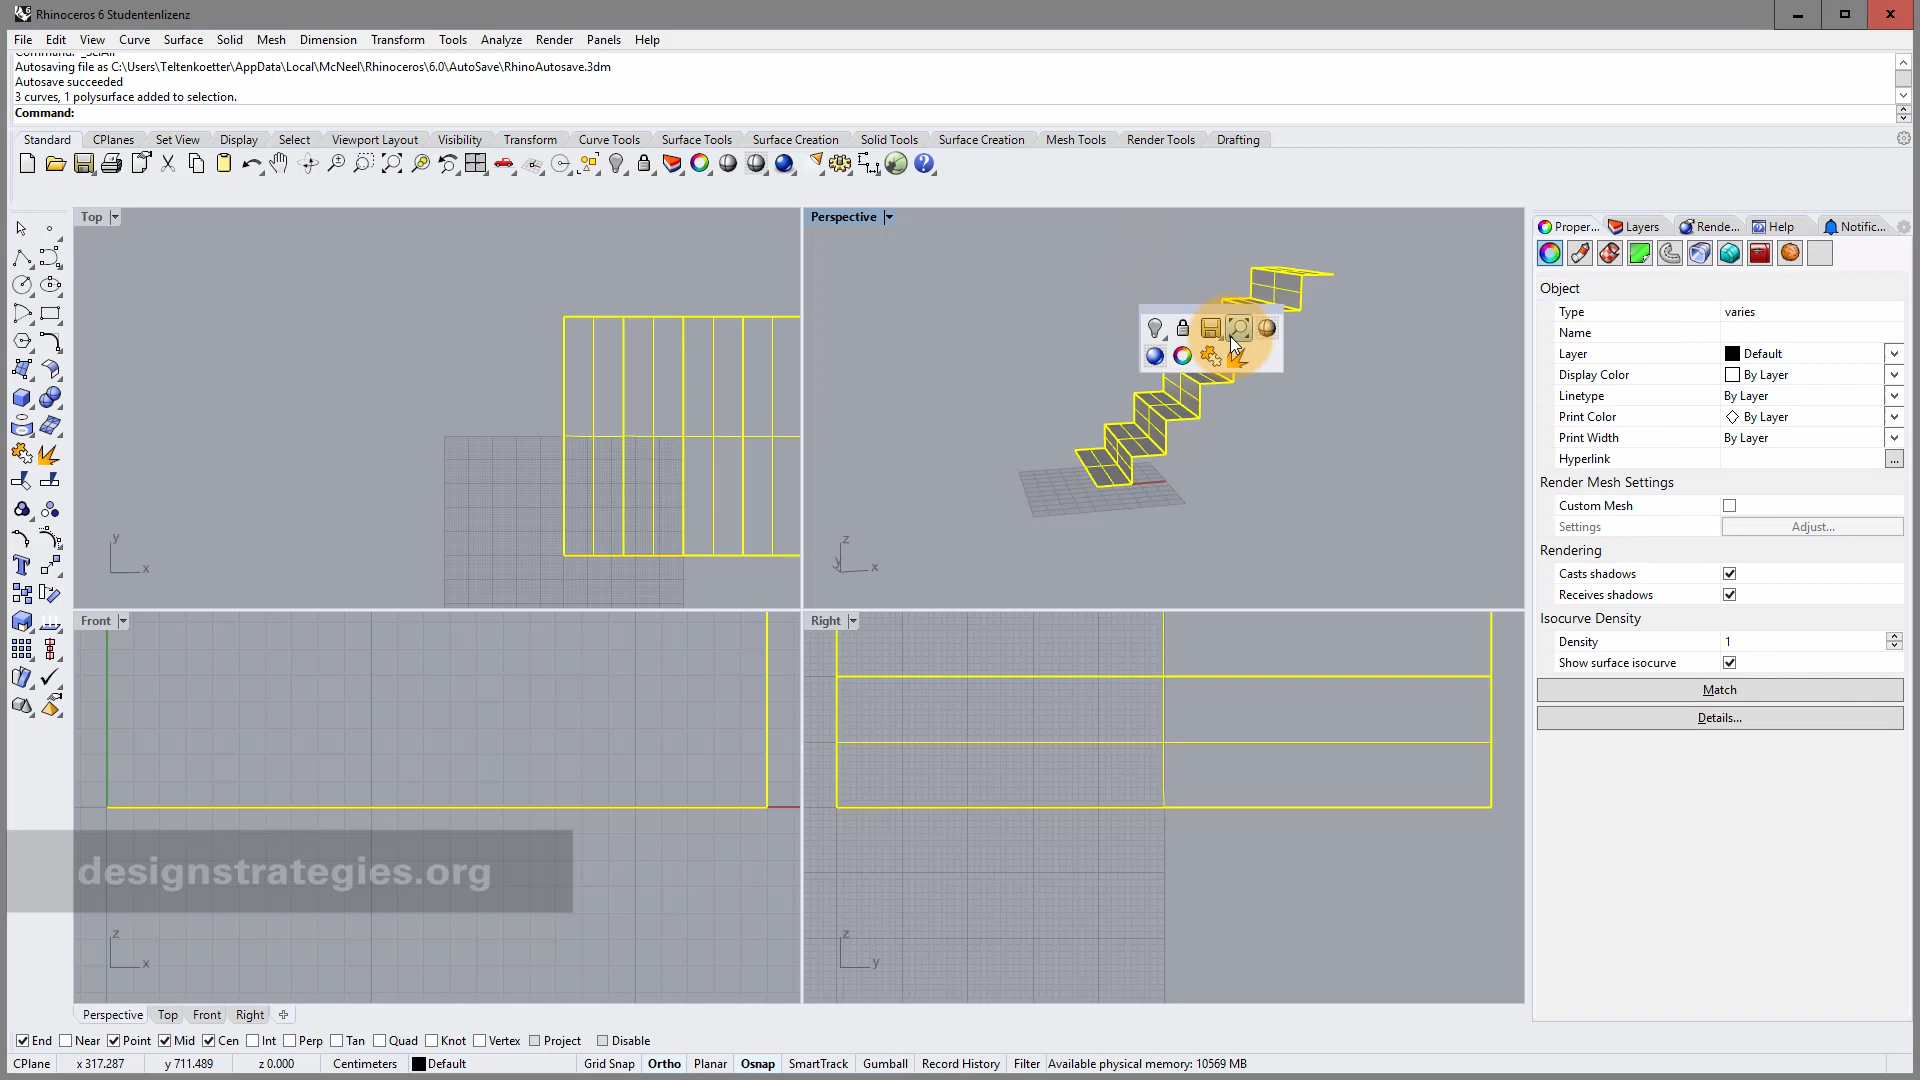 Rhinoceros 6 Studentenlizenz
File Edit View Curve Surface Solid Mesh Dimension Transform Tools Analyze Render Panels Help
Autosaving file as C:\Users\Teltenkoetter\AppData\Local\McNeel\Rhinoceros\6.0\AutoSave\RhinoAutosave.3dm
Autosave succeeded
3 curves, 1 polysurface added to selection.
Command:
Standard CPlanes Set View Display Select Viewport Layout Visibility Transform Curve Tools Surface Tools Surface Creation Solid Tools Surface Creation Mesh Tools Render Tools Drafting
Top
Perspective
Proper... Layers Rende... Help Notific...
Object
Type varies
Name
Layer Default
Display Color By Layer
Linetype By Layer
Print Color By Layer
Print Width By Layer
Hyperlink ...
Render Mesh Settings
Custom Mesh
Settings Adjust...
Rendering
Casts shadows
Receives shadows
Isocurve Density
Density 1
Show surface isocurve
Match
Details...
y
x
z
y
x
Front
Right
designstrategies.org
z
x
z
y
Perspective Top Front Right
End Near Point Mid Cen Int Perp Tan Quad Knot Vertex Project Disable
CPlane x 317.287 y 711.489 z 0.000 Centimeters Default Grid Snap Ortho Planar Osnap SmartTrack Gumball Record History Filter Available physical memory: 10569 MB